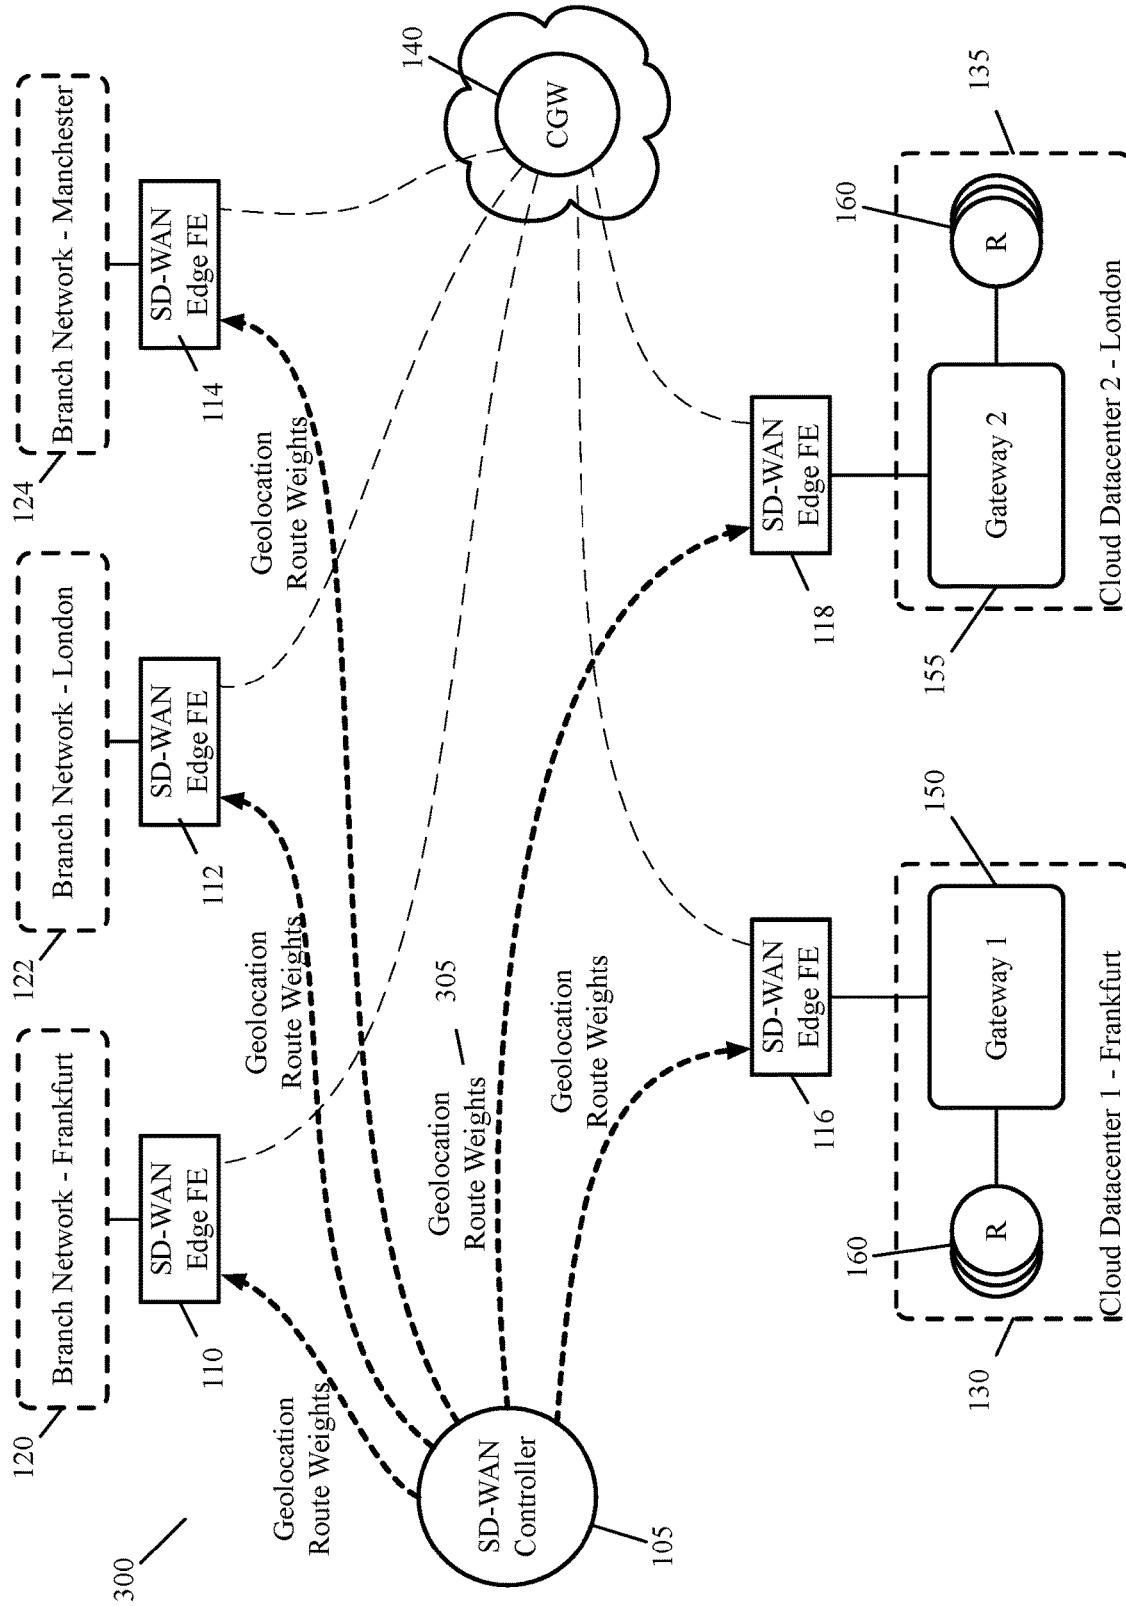 120
122
124
Branch Network - Frankfurt
Branch Network - London
Branch Network - Manchester
300
SD-WAN
Edge FE
SD-WAN
Edge FE
SD-WAN
Edge FE
110
112
114
Geolocation
Route Weights
Geolocation
Route Weights
Geolocation
Route Weights
140
CGW
SD-WAN
Controller
105
Geolocation
Route Weights
305
Geolocation
Route Weights
SD-WAN
Edge FE
SD-WAN
Edge FE
116
118
160
150
155
160
130
135
R
Gateway 1
Gateway 2
R
Cloud Datacenter 1 - Frankfurt
Cloud Datacenter 2 - London